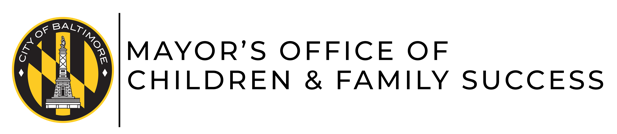 CITY OF BALTIMORE
MAYOR'S OFFICE OF
CHILDREN & FAMILY SUCCESS